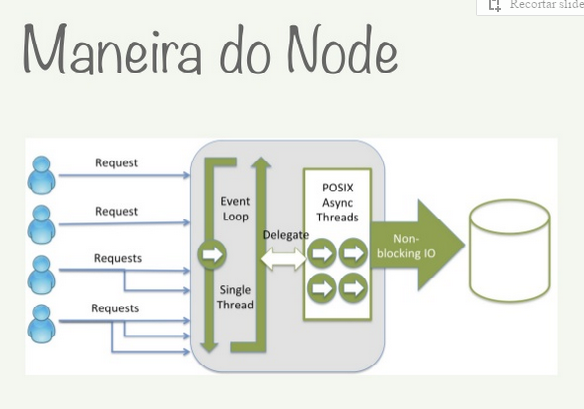 Recortar slide
Maneira do Node
Request
Request
Requests
Requests
Event
Loop
Single
Thread
Delegate
POSIX
Async
Threads
Non-
blocking IO